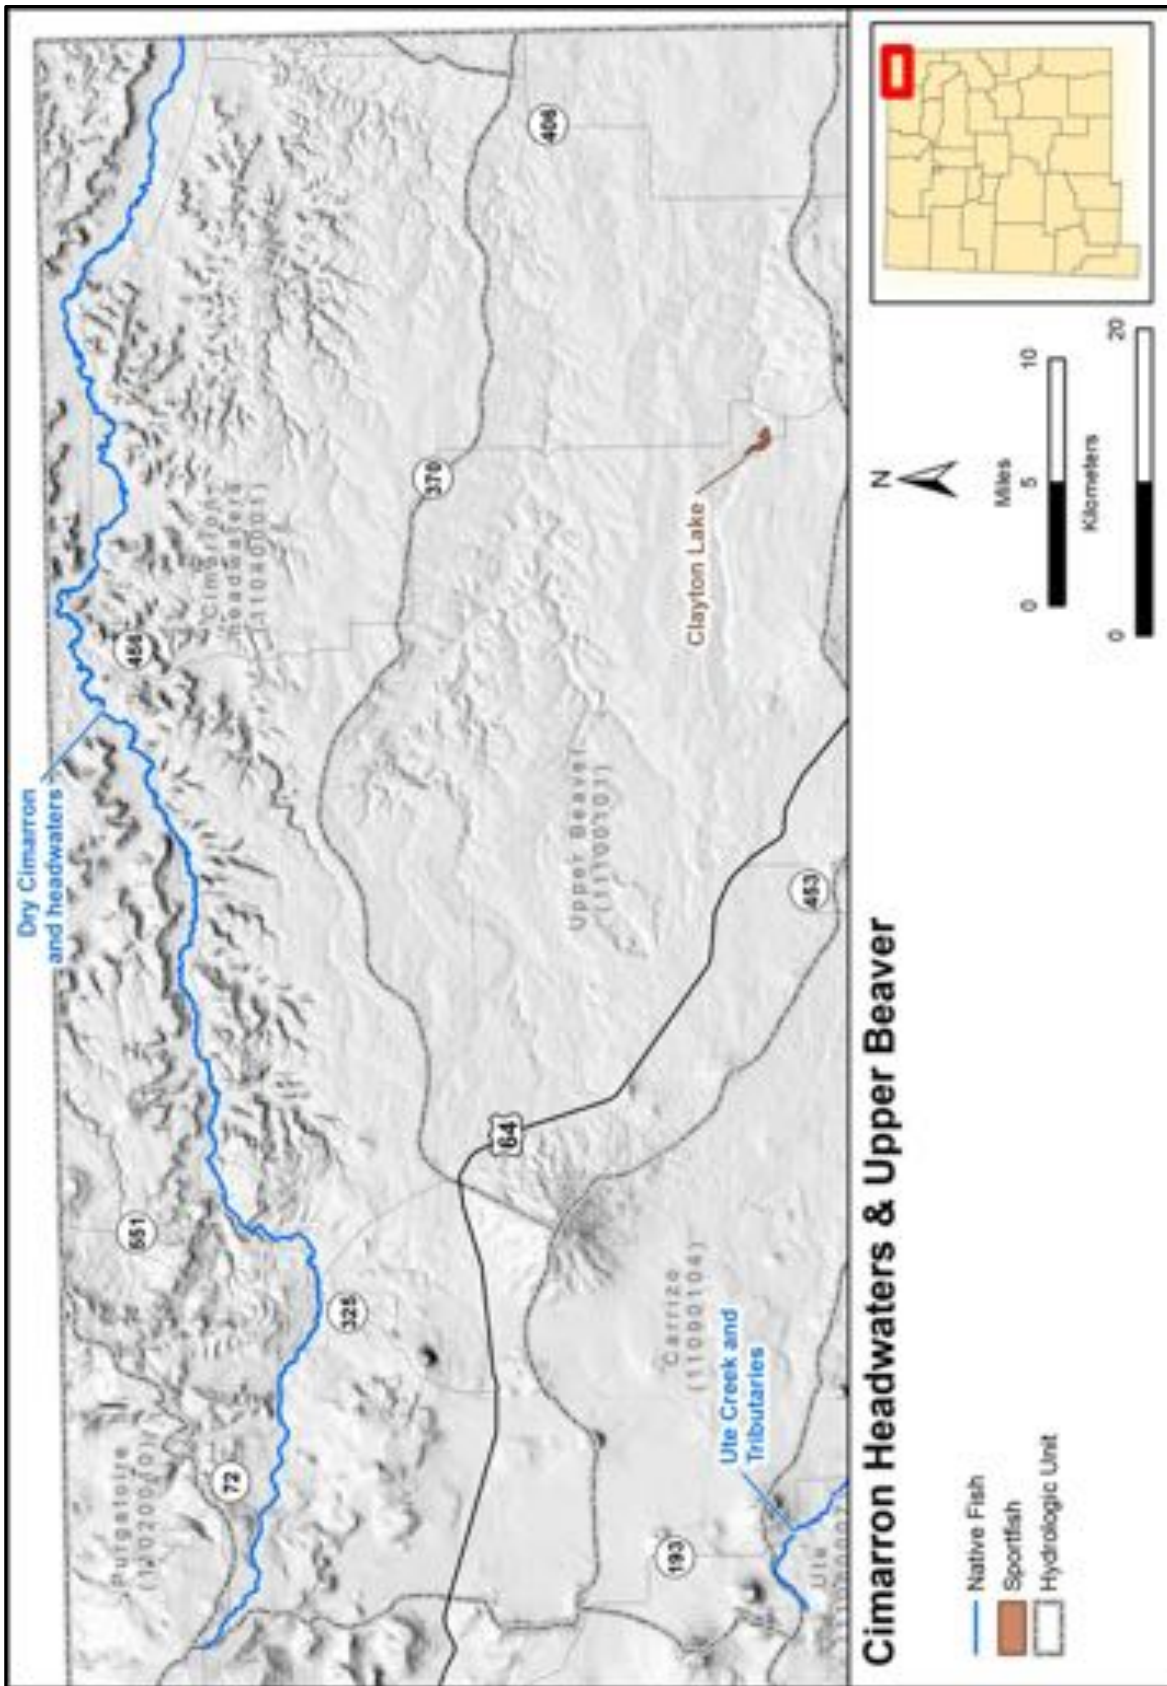 Dry Cimarron
and headwaters
456
Cimarron
headwaters
(11040001)
370
406
551
Purgatoire
72
325
64
Upper Beaver
(11100101)
453
Clayton Lake
Carrizo
(11090104)
193
Ute Creek and
Tributaries
Ute
Cimarron Headwaters & Upper Beaver
Native Fish
Sportfish
Hydrologic Unit
N
Miles
0 5 10
Kilometers
0 20